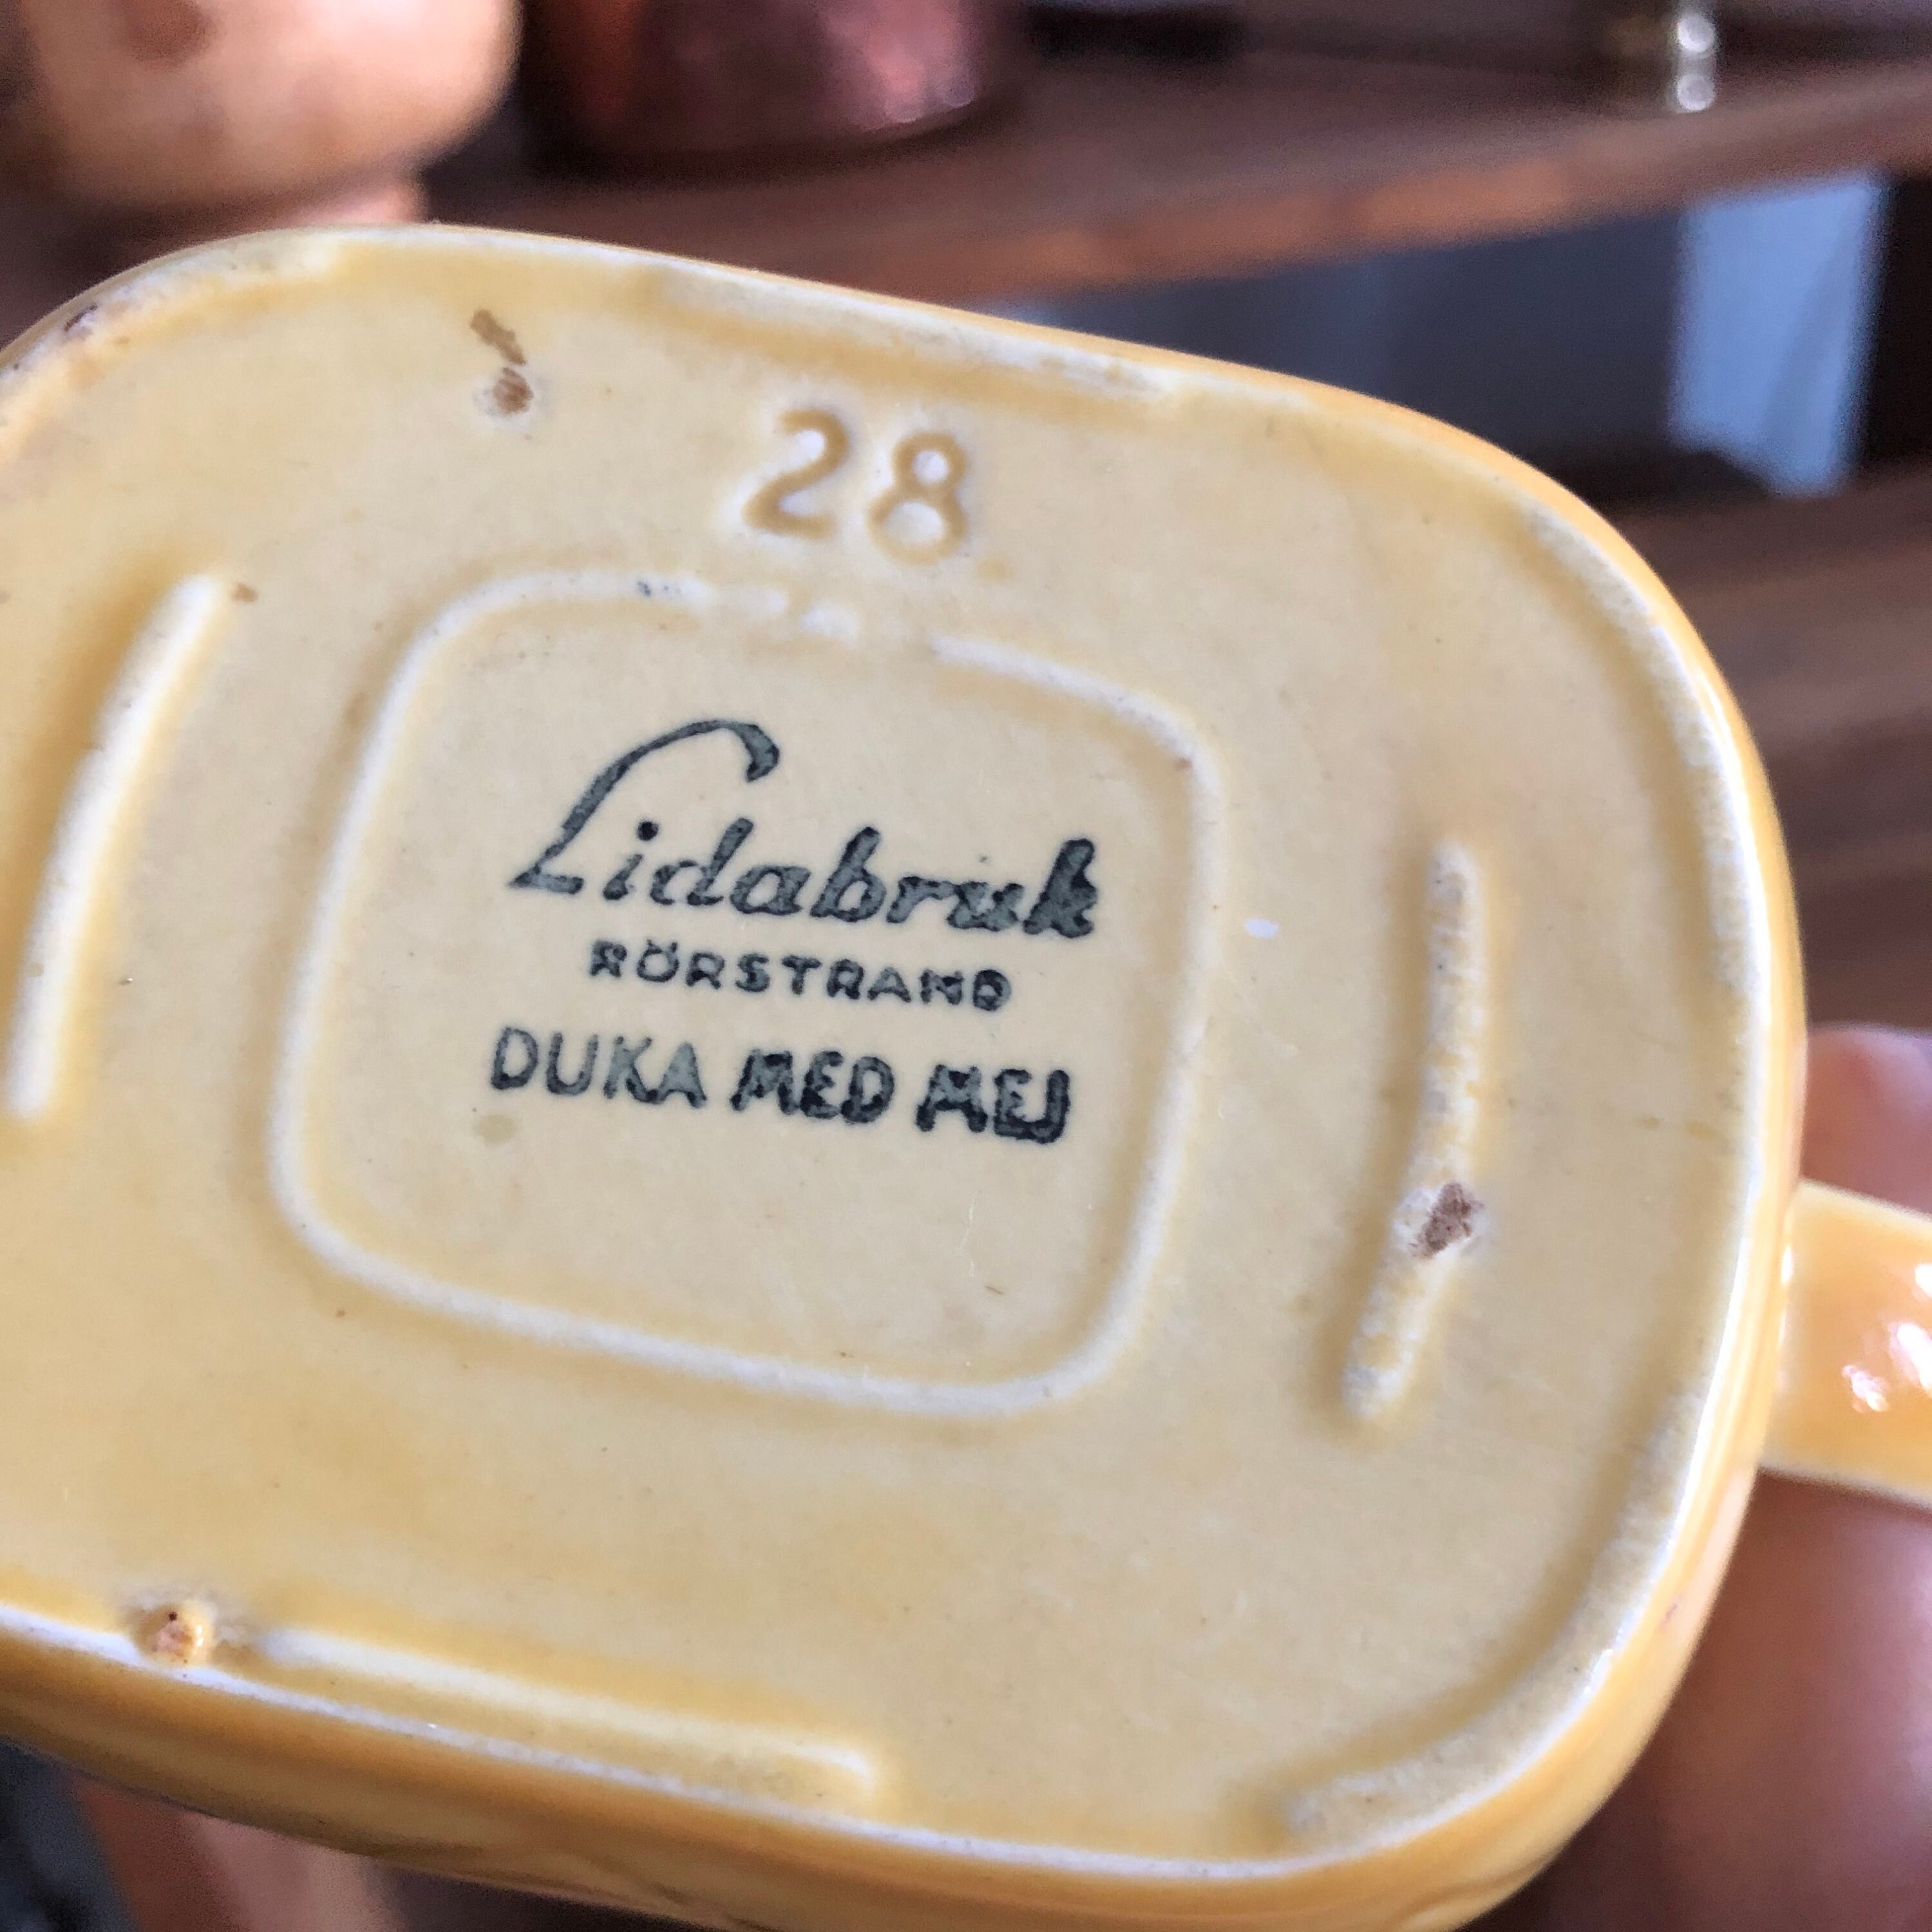 28
Lidabruk
RÖRSTRAND
DUKA MED MEJ